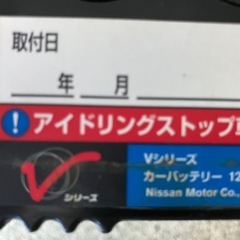 取付日
年 月
! アイドリングストップ
Vシリーズ
カーバッテリー 12
Nissan Motor Co.,
V シリーズ